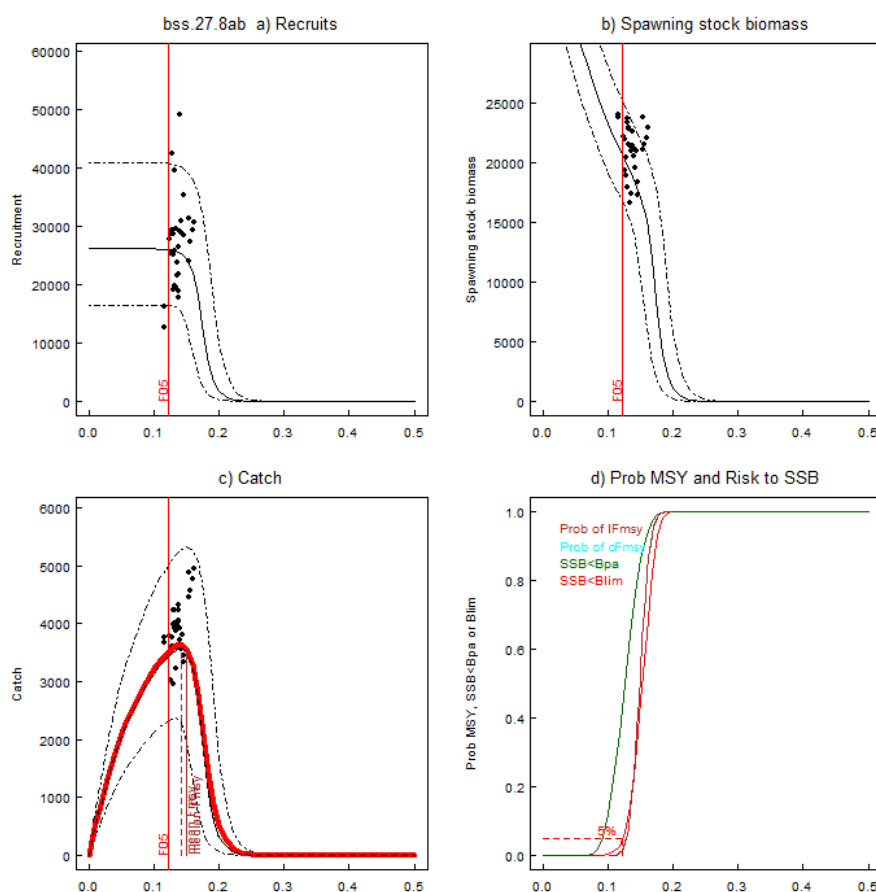 bss.27.8ab a) Recruits
60000
50000
40000
30000
20000
10000
0
Recruitment
F05
0.0 0.1 0.2 0.3 0.4 0.5
b) Spawning stock biomass
25000
20000
15000
10000
5000
0
Spawning stock biomass
F05
0.0 0.1 0.2 0.3 0.4 0.5
c) Catch
6000
5000
4000
3000
2000
1000
0
Catch
F05
mean Fmsy
median Fmsy
0.0 0.1 0.2 0.3 0.4 0.5
d) Prob MSY and Risk to SSB
1.0
0.8
0.6
0.4
0.2
0.0
Prob MSY, SSB<Bpa or Blim
Prob of lFmsy
Prob of cFmsy
SSB<Bpa
SSB<Blim
5%
0.0 0.1 0.2 0.3 0.4 0.5